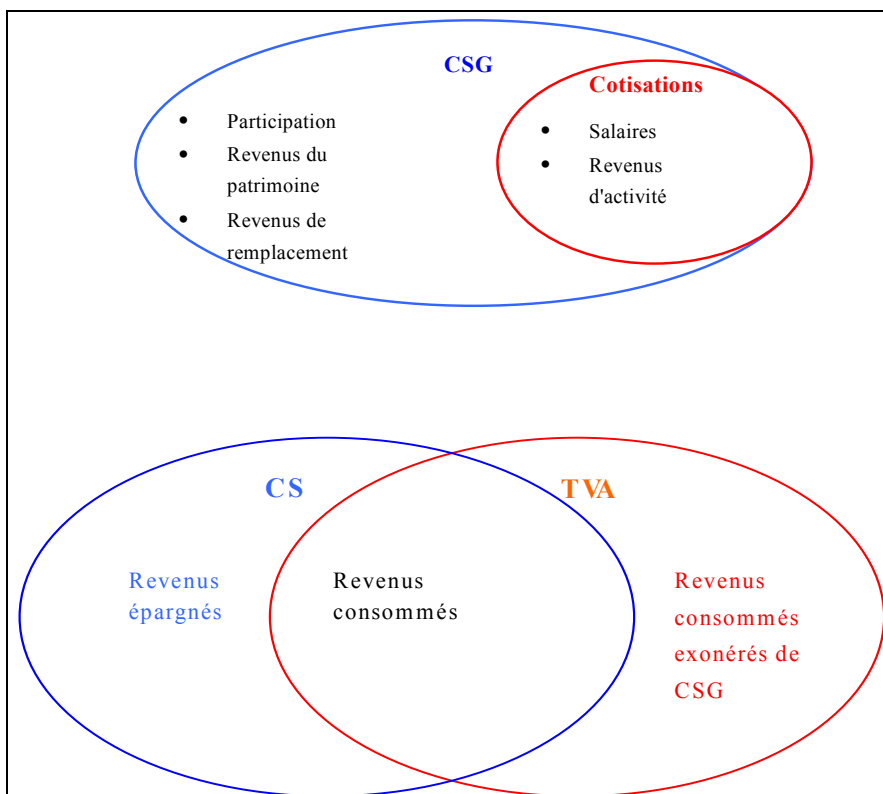 CSG
Cotisations
• Participation
• Revenus du
patrimoine
• Revenus de
remplacement
• Salaires
• Revenus
d'activité
CS
TVA
Revenus
épargnés
Revenus
consommés
Revenus
consommés
exonérés de
CSG